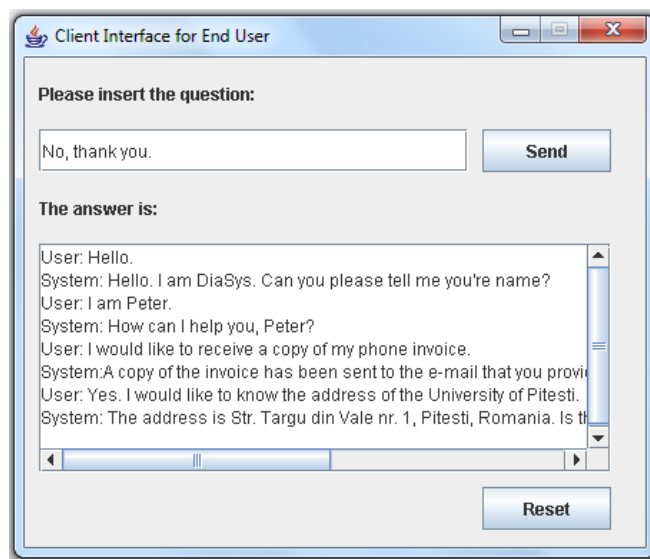 Client Interface for End User
Please insert the question:
No, thank you.
Send
The answer is:
User: Hello.
System: Hello. I am DiaSys. Can you please tell me you're name?
User: I am Peter.
System: How can I help you, Peter?
User: I would like to receive a copy of my phone invoice.
System:A copy of the invoice has been sent to the e-mail that you
User: Yes. I would like to know the address of the University of Pitesti.
System: The address is Str. Targu din Vale nr. 1, Pitesti, Romania. Is
Reset